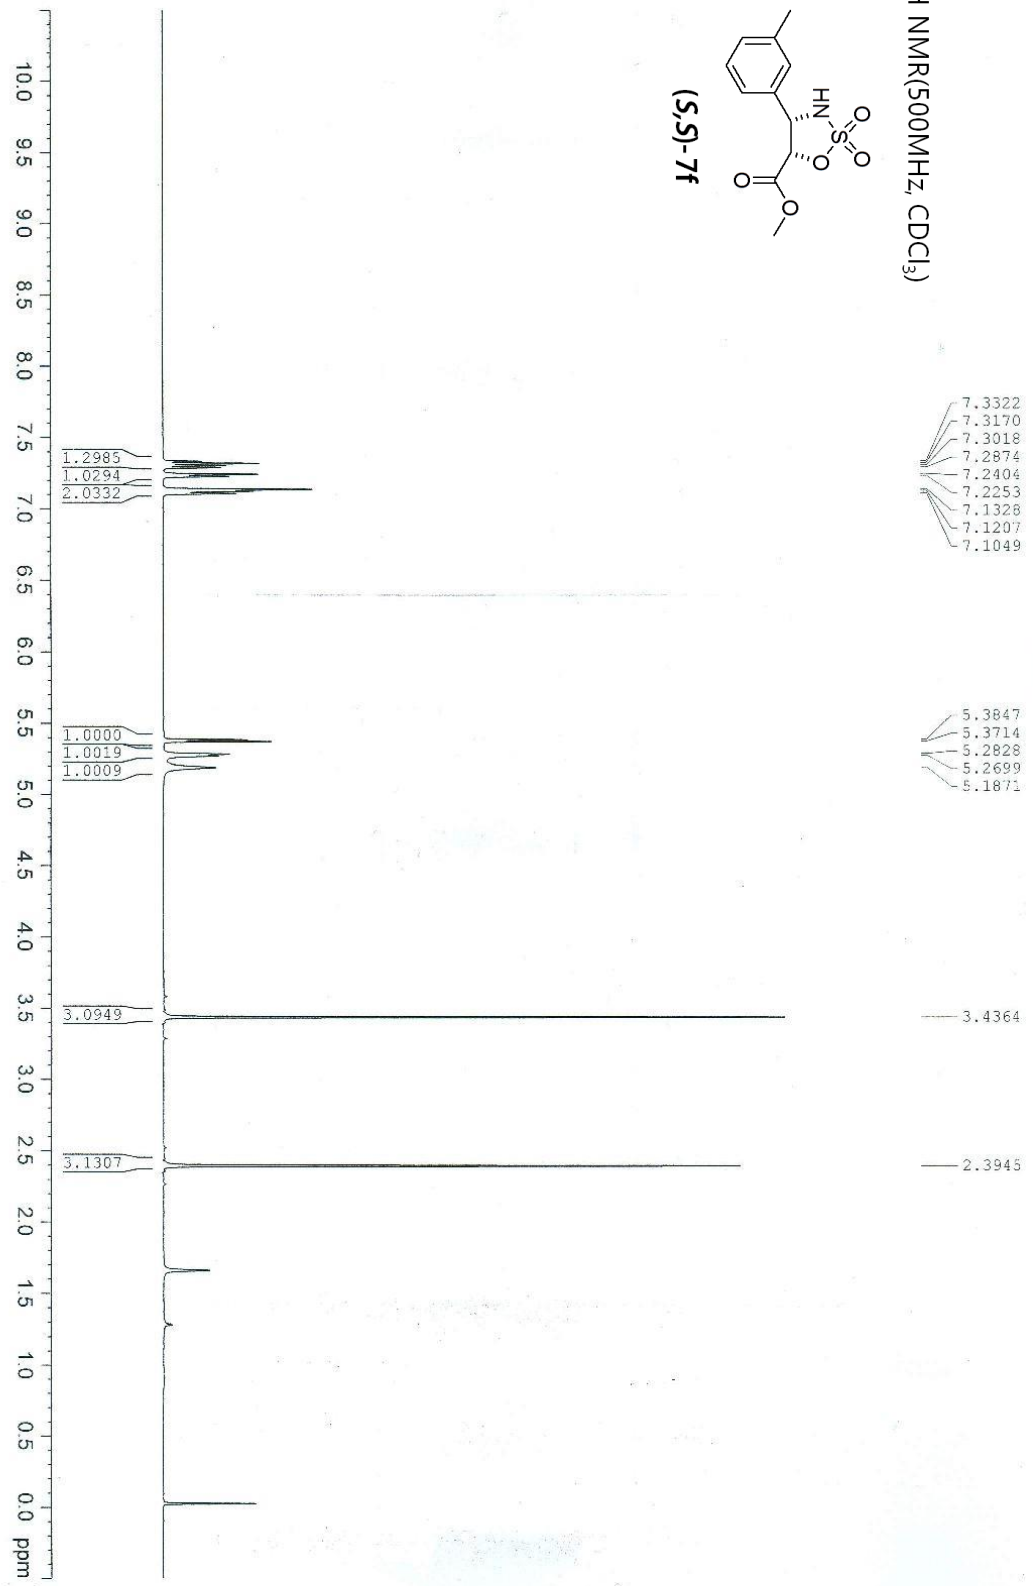 H NMR(500MHz, CDCl₃)
O
O
S
HN
O
O
O
(S,S)-7f
7.3322
7.3170
7.3018
7.2874
7.2404
7.2253
7.1328
7.1207
7.1049
5.3847
5.3714
5.2828
5.2699
5.1871
3.4364
2.3945
1.2985
1.0294
2.0332
1.0000
1.0019
1.0009
3.0949
3.1307
10.0 9.5 9.0 8.5 8.0 7.5 7.0 6.5 6.0 5.5 5.0 4.5 4.0 3.5 3.0 2.5 2.0 1.5 1.0 0.5 0.0 ppm